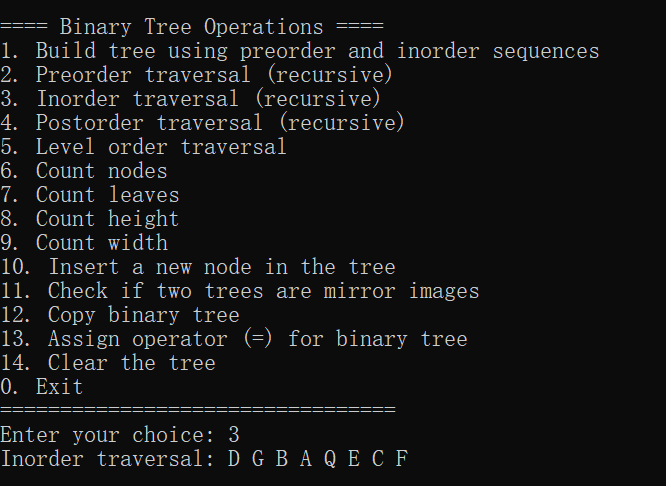 ==== Binary Tree Operations ====
1. Build tree using preorder and inorder sequences
2. Preorder traversal (recursive)
3. Inorder traversal (recursive)
4. Postorder traversal (recursive)
5. Level order traversal
6. Count nodes
7. Count leaves
8. Count height
9. Count width
10. Insert a new node in the tree
11. Check if two trees are mirror images
12. Copy binary tree
13. Assign operator (=) for binary tree
14. Clear the tree
0. Exit
=================================
Enter your choice: 3
Inorder traversal: D G B A Q E C F